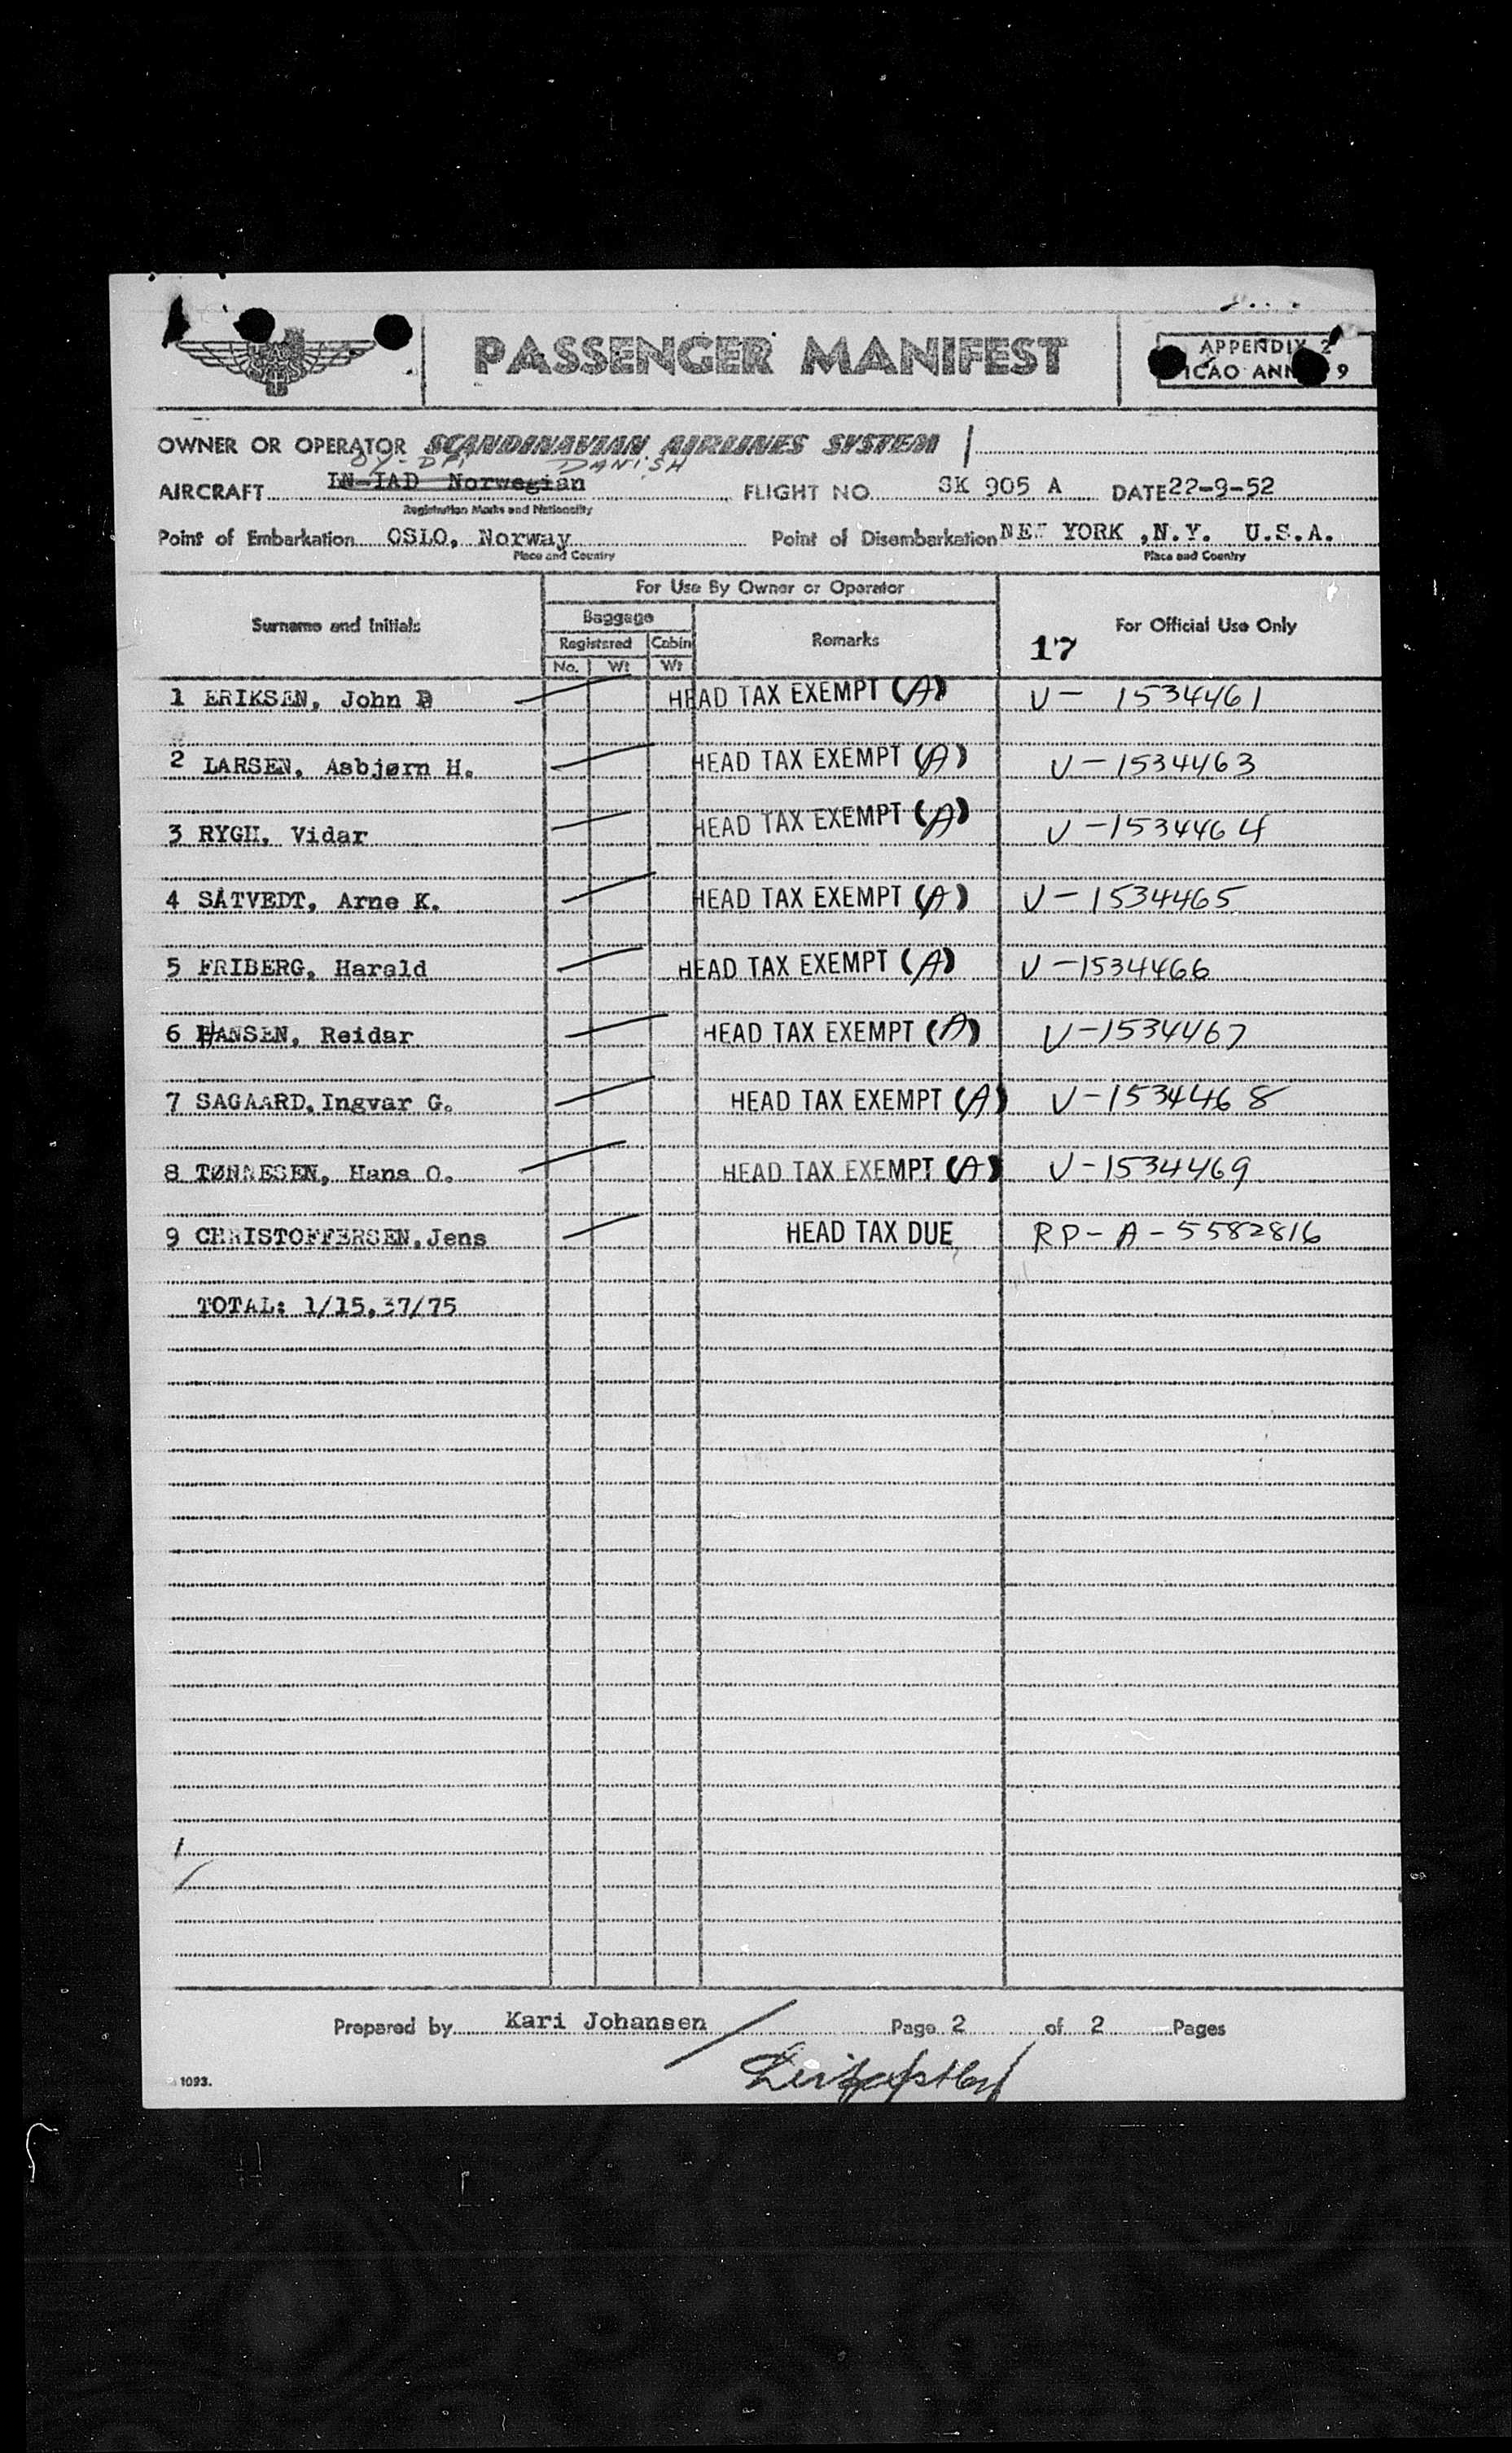 PASSENGER MANIFEST
APPENDIX 2
ICAO ANN 9
OWNER OR OPERATOR SCANDINAVIAN AIRLINES SYSTEM
OY-DFI DANISH
AIRCRAFT LN-IAD Norwegian FLIGHT NO. SK 905 A DATE 22-9-52
Registration Marks and Nationality
Point of Embarkation OSLO, Norway Point of Disembarkation NEW YORK ,N.Y. U.S.A.
Place and Country Place and Country
For Use By Owner or Operator
Surname and Initials Baggage Remarks 17 For Official Use Only
Registered Cabin
No. Wt Wt
1 ERIKSEN, John HEAD TAX EXEMPT (A) V- 1534461
2 LARSEN, Asbjørn H. HEAD TAX EXEMPT (A) V-1534463
3 RYGH, Vidar HEAD TAX EXEMPT (A) V-1534464
4 SÅTVEDT, Arne K. HEAD TAX EXEMPT (A) V-1534465
5 FRIBERG, Harald HEAD TAX EXEMPT (A) V-1534466
6 HANSEN, Reidar HEAD TAX EXEMPT (A) V-1534467
7 SAGAARD, Ingvar G. HEAD TAX EXEMPT (A) V-1534468
8 TØNNESEN, Hans O. HEAD TAX EXEMPT (A) V-1534469
9 CHRISTOFFERSEN, Jens HEAD TAX DUE RP-A-5582816
TOTAL: 1/15, 37/75
Prepared by Kari Johansen Page 2 of 2 Pages
1093.